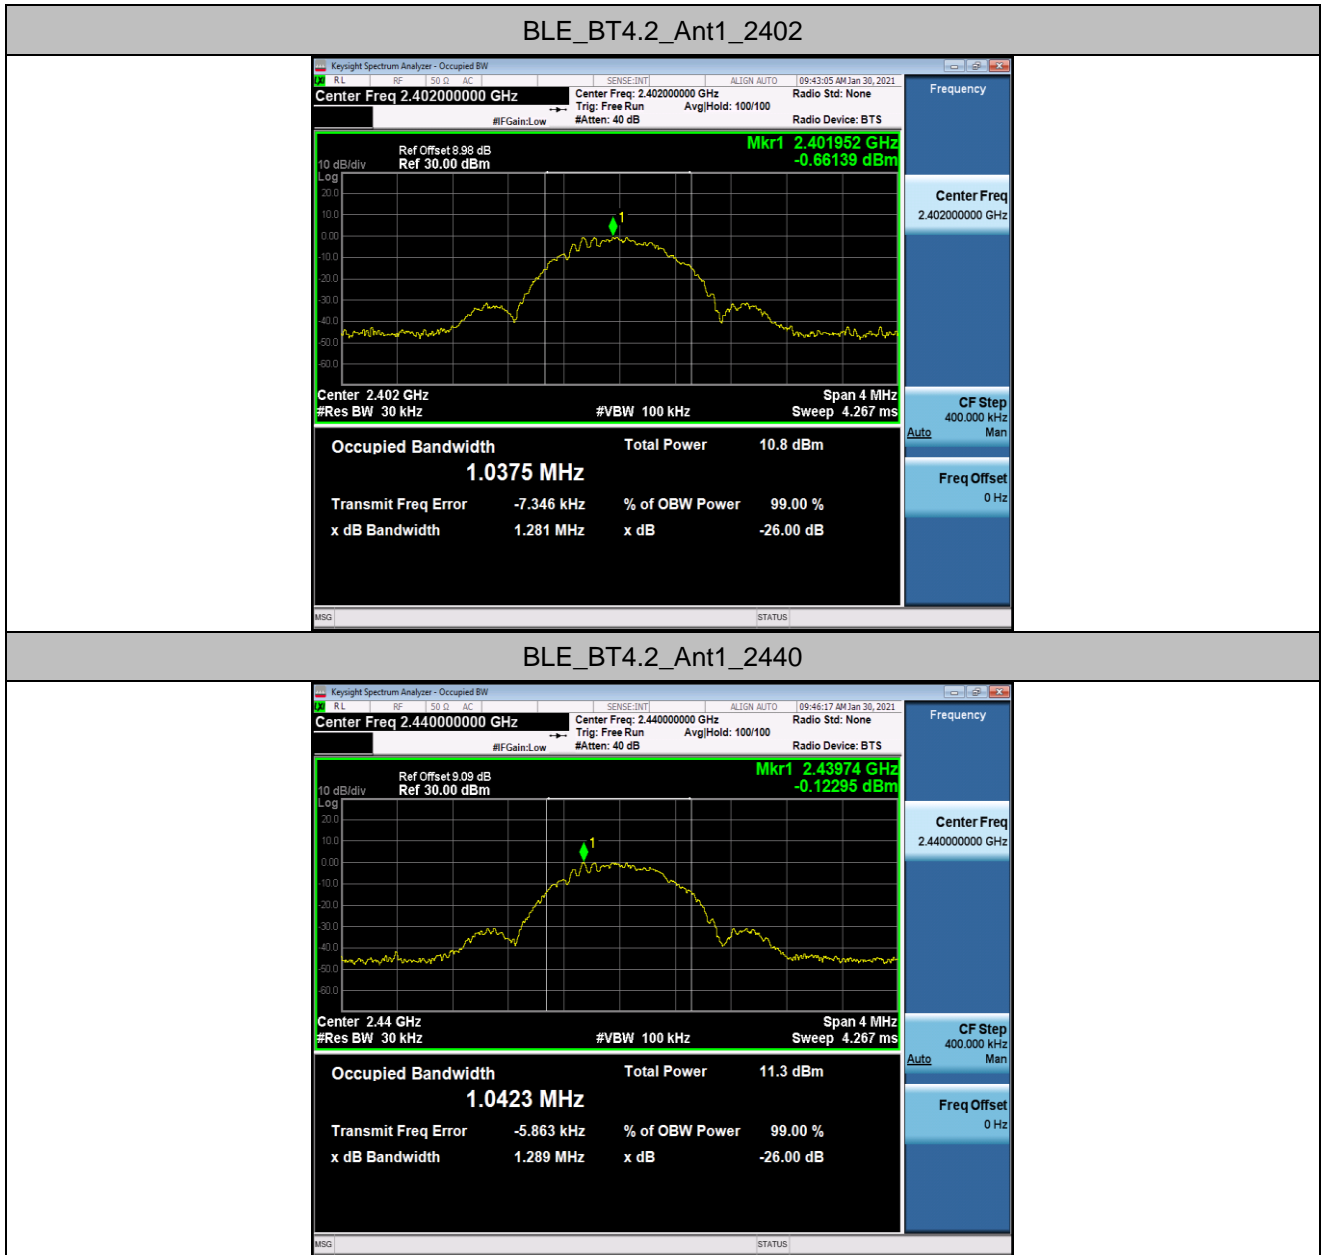 BLE_BT4.2_Ant1_2402
Keysight Spectrum Analyzer - Occupied BW
RL RF 50 Ω AC SENSE:INT ALIGN AUTO 09:43:05 AM Jan 30, 2021
Center Freq 2.402000000 GHz
Center Freq: 2.402000000 GHz Radio Std: None
Trig: Free Run Avg|Hold: 100/100
#IFGain:Low #Atten: 40 dB Radio Device: BTS
Frequency
Mkr1 2.401952 GHz
-0.66139 dBm
Ref Offset 8.98 dB
10 dB/div Ref 30.00 dBm
Log
20.0
10.0
0.00
-10.0
-20.0
-30.0
-40.0
-50.0
-60.0
1
Center 2.402 GHz Span 4 MHz
#Res BW 30 kHz #VBW 100 kHz Sweep 4.267 ms
Center Freq
2.402000000 GHz
CF Step
400.000 kHz
Auto Man
Freq Offset
0 Hz
Occupied Bandwidth Total Power 10.8 dBm
1.0375 MHz
Transmit Freq Error -7.346 kHz % of OBW Power 99.00 %
x dB Bandwidth 1.281 MHz x dB -26.00 dB
MSG STATUS
BLE_BT4.2_Ant1_2440
Keysight Spectrum Analyzer - Occupied BW
RL RF 50 Ω AC SENSE:INT ALIGN AUTO 09:46:17 AM Jan 30, 2021
Center Freq 2.440000000 GHz
Center Freq: 2.440000000 GHz Radio Std: None
Trig: Free Run Avg|Hold: 100/100
#IFGain:Low #Atten: 40 dB Radio Device: BTS
Frequency
Mkr1 2.43974 GHz
-0.12295 dBm
Ref Offset 9.09 dB
10 dB/div Ref 30.00 dBm
Log
20.0
10.0
0.00
-10.0
-20.0
-30.0
-40.0
-50.0
-60.0
1
Center 2.44 GHz Span 4 MHz
#Res BW 30 kHz #VBW 100 kHz Sweep 4.267 ms
Center Freq
2.440000000 GHz
CF Step
400.000 kHz
Auto Man
Freq Offset
0 Hz
Occupied Bandwidth Total Power 11.3 dBm
1.0423 MHz
Transmit Freq Error -5.863 kHz % of OBW Power 99.00 %
x dB Bandwidth 1.289 MHz x dB -26.00 dB
MSG STATUS